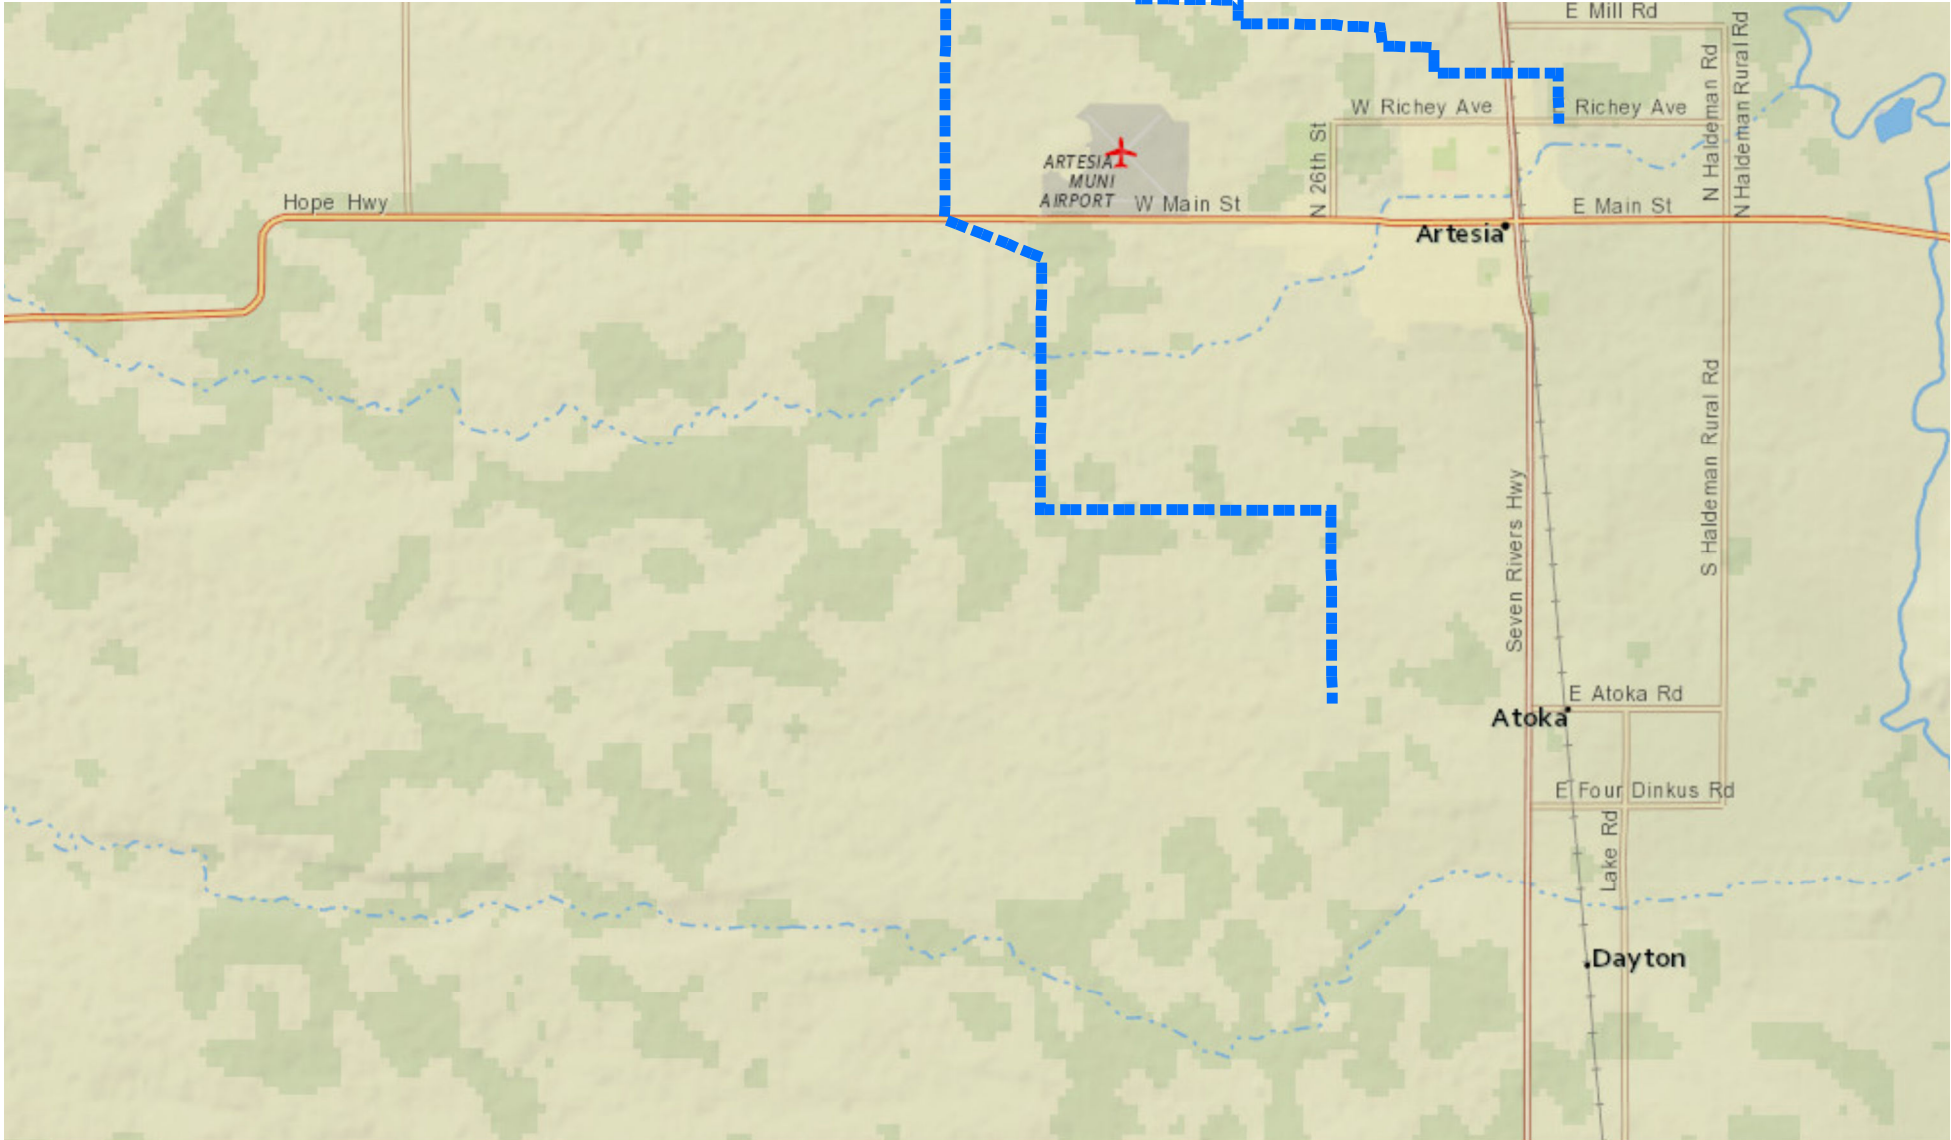 E Mill Rd
N Haldeman Rd
N Haldeman Rural Rd
W Richey Ave
Richey Ave
N 26th St
ARTESIA
MUNI
AIRPORT
Hope Hwy
W Main St
E Main St
Artesia
S Haldeman Rural Rd
Seven Rivers Hwy
E Atoka Rd
Atoka
E Four Dinkus Rd
Lake Rd
Dayton